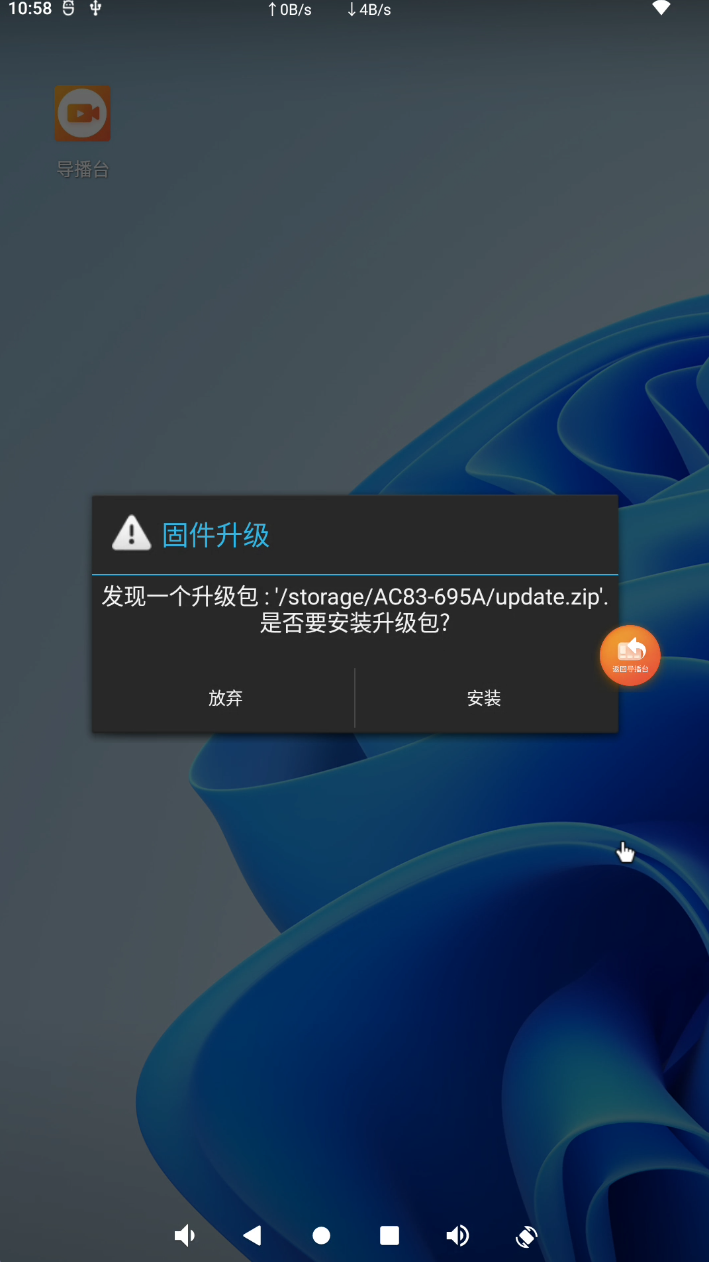 10:58
↑0B/s ↓4B/s
导播台
固件升级
发现一个升级包 : '/storage/AC83-695A/update.zip'.
是否要安装升级包?
返回导播台
放弃
安装